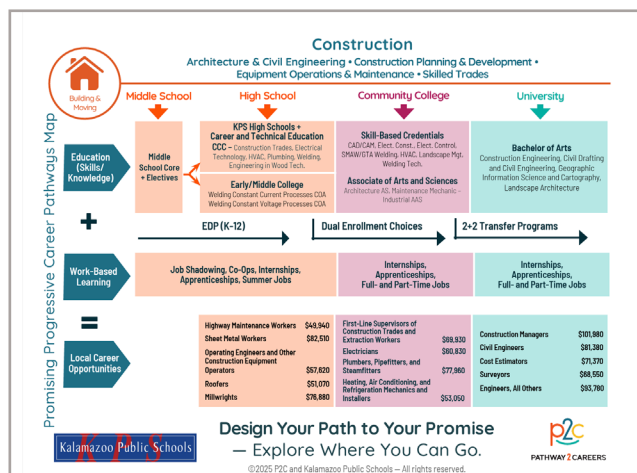 Construction
Architecture & Civil Engineering • Construction Planning & Development •
Equipment Operations & Maintenance • Skilled Trades
Building &
Moving
Promising Progressive Career Pathways Map
Middle School
High School
Community College
University
Education
(Skills/
Knowledge)
Middle
School Core
+ Electives
KPS High Schools +
Career and Technical Education
CCC – Construction Trades, Electrical
Technology, HVAC, Plumbing, Welding,
Engineering in Wood Tech.
Early/Middle College
Welding Constant Current Processes COA
Welding Constant Voltage Processes COA
Skill-Based Credentials
CAD/CAM, Elect. Const., Elect. Control,
SMAW/GTA Welding, HVAC, Landscape Mgt,
Welding Tech.
Associate of Arts and Sciences
Architecture AS, Maintenance Mechanic –
Industrial AAS
Bachelor of Arts
Construction Engineering, Civil Drafting
and Civil Engineering, Geographic
Information Science and Cartography,
Landscape Architecture
+
EDP (K-12)
Dual Enrollment Choices
2+2 Transfer Programs
Work-Based
Learning
Job Shadowing, Co-Ops, Internships,
Apprenticeships, Summer Jobs
Internships,
Apprenticeships,
Full- and Part-Time Jobs
Internships,
Apprenticeships,
Full- and Part-Time Jobs
=
Local Career
Opportunities
Highway Maintenance Workers $49,940
Sheet Metal Workers $82,510
Operating Engineers and Other
Construction Equipment
Operators $57,620
Roofers $51,070
Millwrights $76,880
First-Line Supervisors of
Construction Trades and
Extraction Workers $69,930
Electricians $60,830
Plumbers, Pipefitters, and
Steamfitters $77,960
Heating, Air Conditioning, and
Refrigeration Mechanics and
Installers $53,050
Construction Managers $101,980
Civil Engineers $81,380
Cost Estimators $71,370
Surveyors $68,550
Engineers, All Others $93,780
KPS
Kalamazoo Public Schools
Design Your Path to Your Promise
— Explore Where You Can Go.
©2025 P2C and Kalamazoo Public Schools — All rights reserved.
p2c
PATHWAY2CAREERS